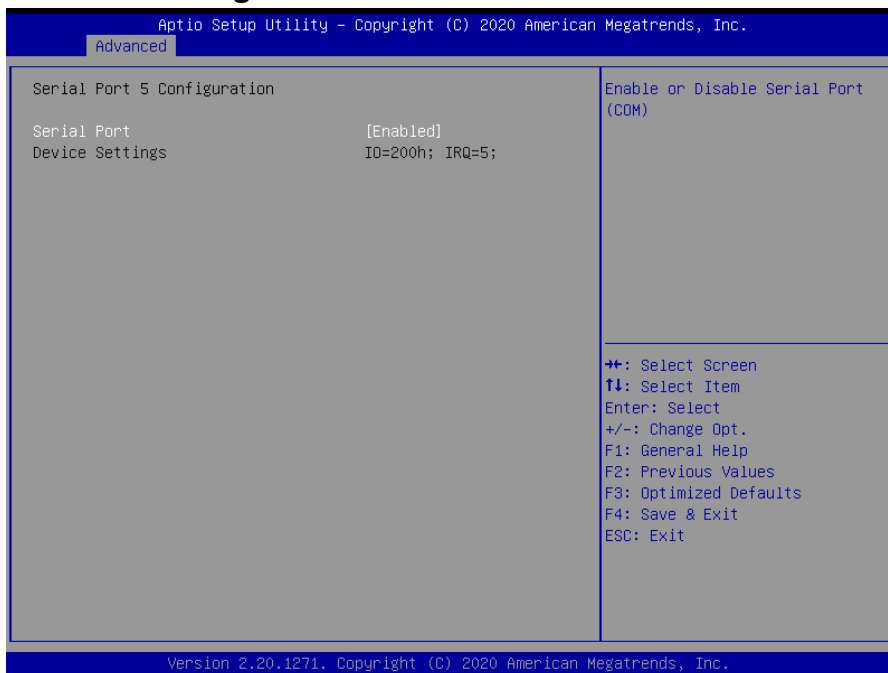 Aptio Setup Utility – Copyright (C) 2020 American Megatrends, Inc.
Advanced
Serial Port 5 Configuration
Serial Port [Enabled]
Device Settings IO=200h; IRQ=5;
Enable or Disable Serial Port
(COM)
→←: Select Screen
↑↓: Select Item
Enter: Select
+/-: Change Opt.
F1: General Help
F2: Previous Values
F3: Optimized Defaults
F4: Save & Exit
ESC: Exit
Version 2.20.1271. Copyright (C) 2020 American Megatrends, Inc.